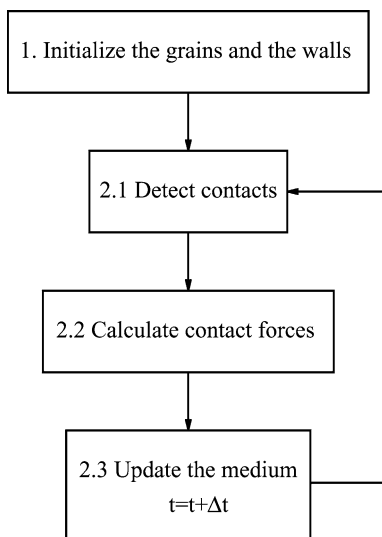 1. Initialize the grains and the walls
2.1 Detect contacts
2.2 Calculate contact forces
2.3 Update the medium
t=t+Δt